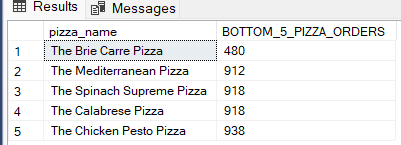 Results Messages
pizza_name BOTTOM_5_PIZZA_ORDERS
1 The Brie Carre Pizza 480
2 The Mediterranean Pizza 912
3 The Spinach Supreme Pizza 918
4 The Calabrese Pizza 918
5 The Chicken Pesto Pizza 938